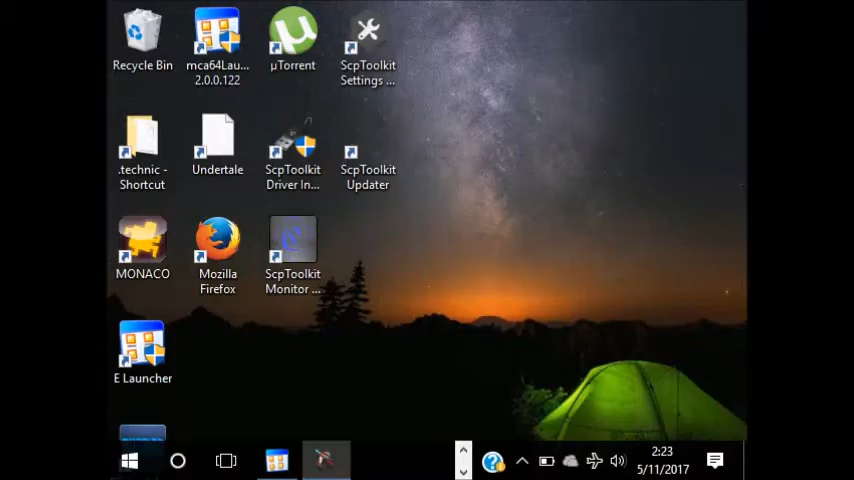 Recycle Bin
mca64Lau...
2.0.0.122
µTorrent
ScpToolkit
Settings ...
.technic -
Shortcut
Undertale
ScpToolkit
Driver In...
ScpToolkit
Updater
MONACO
Mozilla
Firefox
ScpToolkit
Monitor ...
E Launcher
2:23
5/11/2017